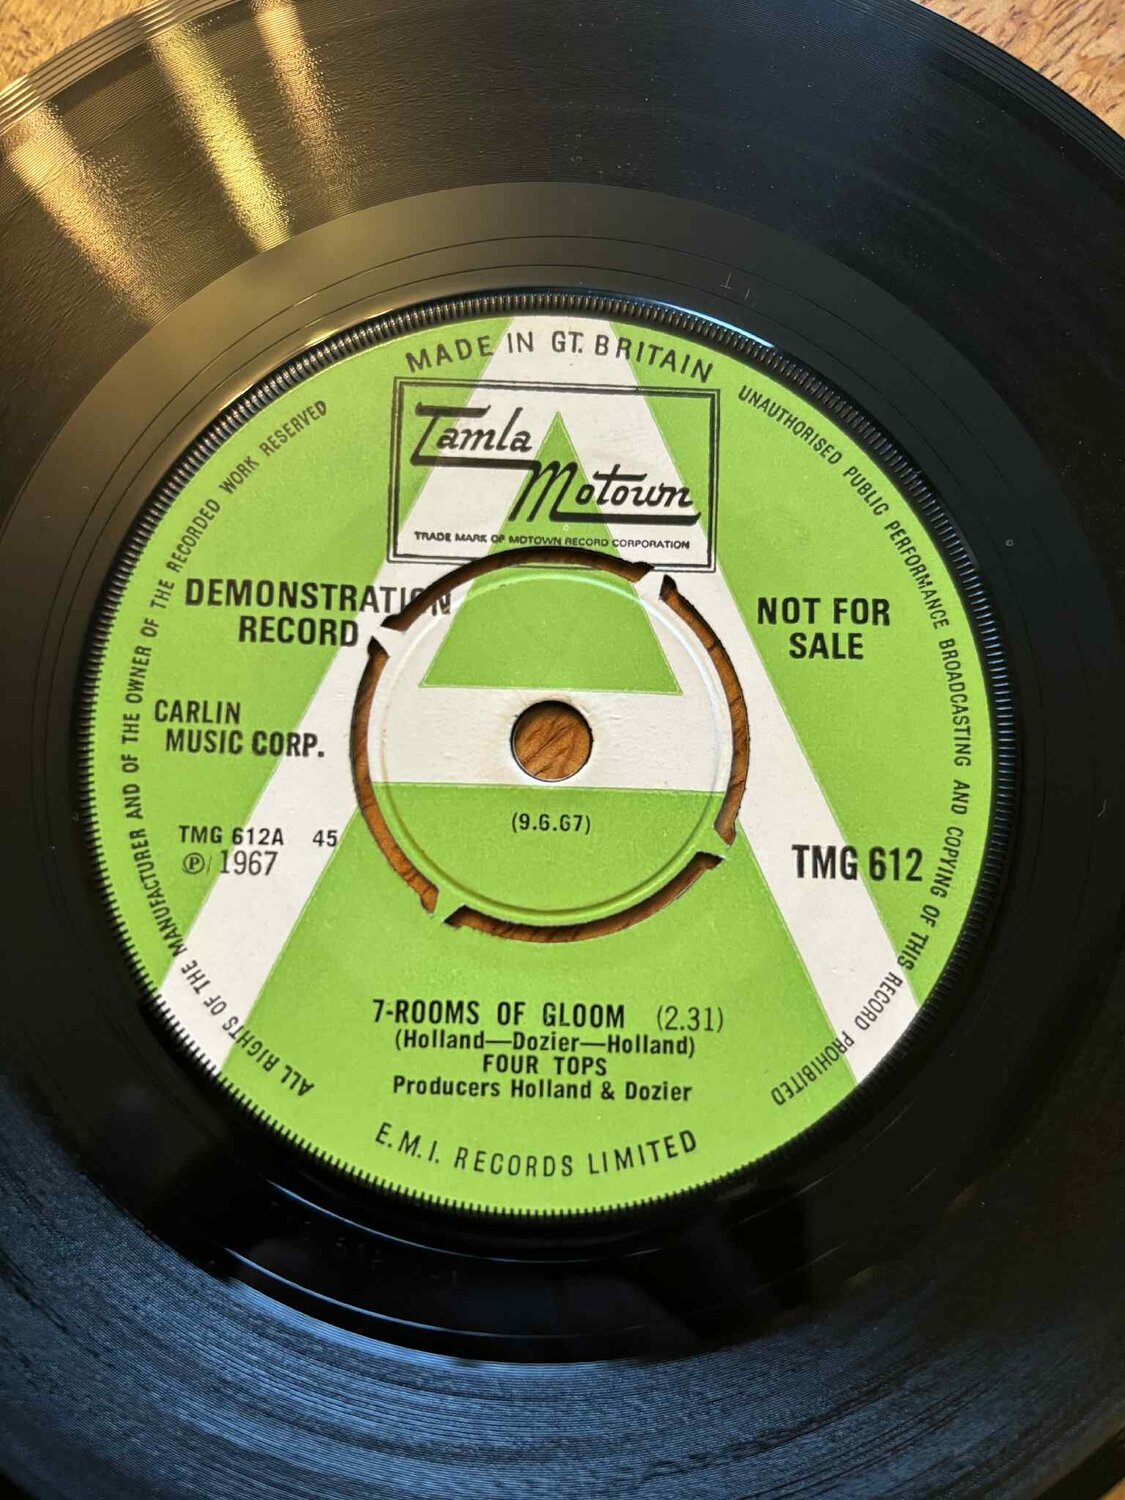 MADE IN GT. BRITAIN
Tamla
Motown
TRADE MARK OF MOTOWN RECORD CORPORATION
DEMONSTRATION
RECORD
NOT FOR
SALE
CARLIN
MUSIC CORP.
(9.6.67)
TMG 612A 45
℗ 1967
TMG 612
7-ROOMS OF GLOOM (2.31)
(Holland—Dozier—Holland)
FOUR TOPS
Producers Holland & Dozier
E.M.I. RECORDS LIMITED
ALL RIGHTS OF THE MANUFACTURER AND OF THE OWNER OF THE RECORDED WORK RESERVED
UNAUTHORISED PUBLIC PERFORMANCE BROADCASTING AND COPYING OF THIS RECORD PROHIBITED